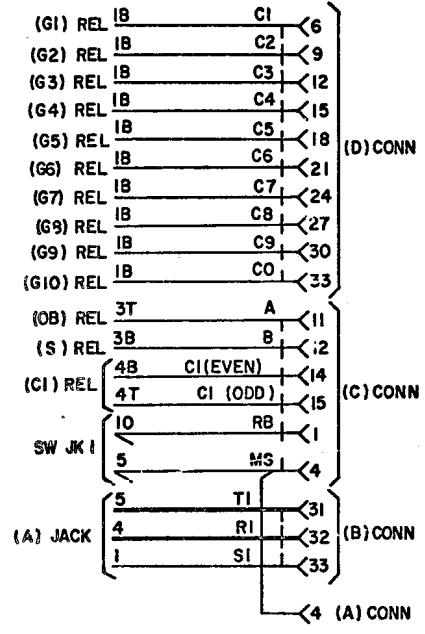 (G1) REL 1B C1 6
(G2) REL 1B C2 9
(G3) REL 1B C3 12
(G4) REL 1B C4 15
(G5) REL 1B C5 18
(D) CONN
(G6) REL 1B C6 21
(G7) REL 1B C7 24
(G8) REL 1B C8 27
(G9) REL 1B C9 30
(G10) REL 1B C0 33
(OB) REL 3T A 11
(S) REL 3B B 12
(C1) REL 4B C1(EVEN) 14
4T C1 (ODD) 15
(C) CONN
SW JK 1 10 RB 1
5 MS 4
(A) JACK 5 T1 31
4 R1 32
(B) CONN
1 S1 33
4 (A) CONN